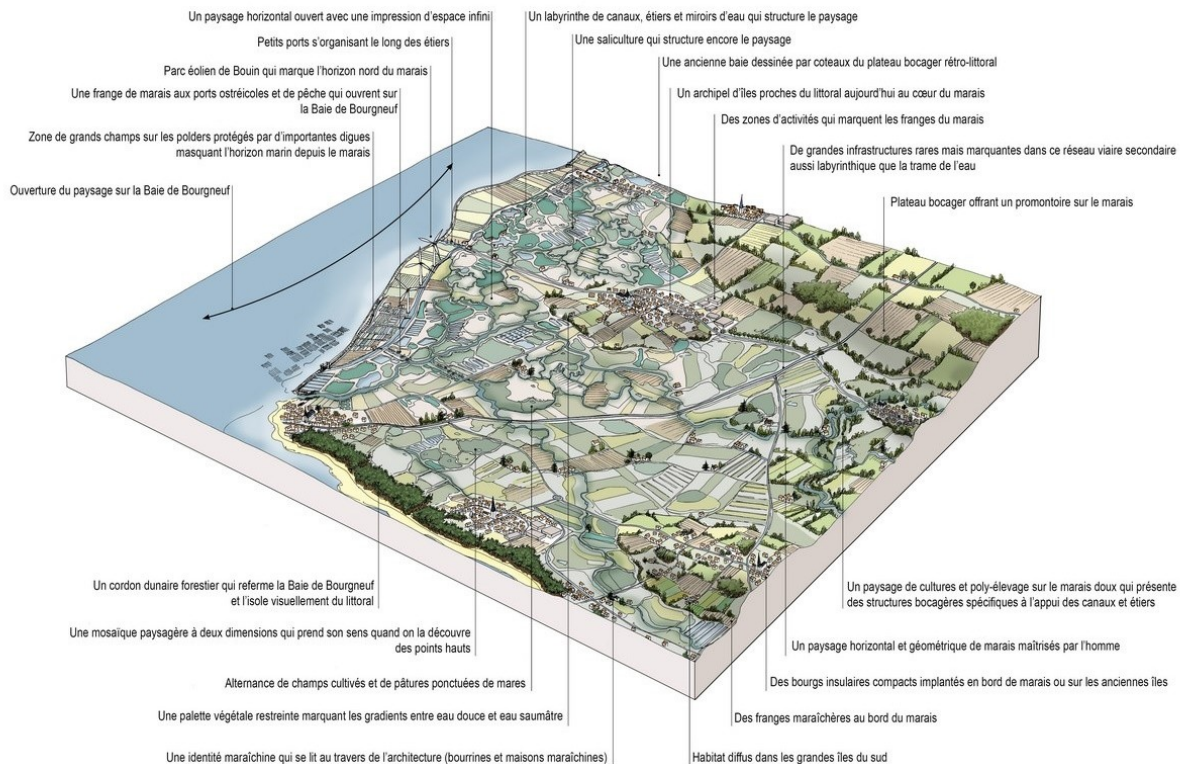 Un paysage horizontal ouvert avec une impression d'espace infini
Petits ports s'organisant le long des étiers
Parc éolien de Bouin qui marque l'horizon nord du marais
Une frange de marais aux ports ostréicoles et de pêche qui ouvrent sur
la Baie de Bourgneuf
Zone de grands champs sur les polders protégés par d'importantes digues
masquant l'horizon marin depuis le marais
Ouverture du paysage sur la Baie de Bourgneuf
Un labyrinthe de canaux, étiers et miroirs d'eau qui structure le paysage
Une saliculture qui structure encore le paysage
Une ancienne baie dessinée par coteaux du plateau bocager rétro-littoral
Un archipel d'îles proches du littoral aujourd'hui au cœur du marais
Des zones d'activités qui marquent les franges du marais
De grandes infrastructures rares mais marquantes dans ce réseau viaire secondaire
aussi labyrinthique que la trame de l'eau
Plateau bocager offrant un promontoire sur le marais
Un cordon dunaire forestier qui referme la Baie de Bourgneuf
et l'isole visuellement du littoral
Une mosaïque paysagère à deux dimensions qui prend son sens quand on la découvre
des points hauts
Alternance de champs cultivés et de pâtures ponctuées de mares
Une palette végétale restreinte marquant les gradients entre eau douce et eau saumâtre
Une identité maraîchine qui se lit au travers de l'architecture (bourrines et maisons maraîchines)
Un paysage de cultures et poly-élevage sur le marais doux qui présente
des structures bocagères spécifiques à l'appui des canaux et étiers
Un paysage horizontal et géométrique de marais maîtrisés par l'homme
Des bourgs insulaires compacts implantés en bord de marais ou sur les anciennes îles
Des franges maraîchères au bord du marais
Habitat diffus dans les grandes îles du sud